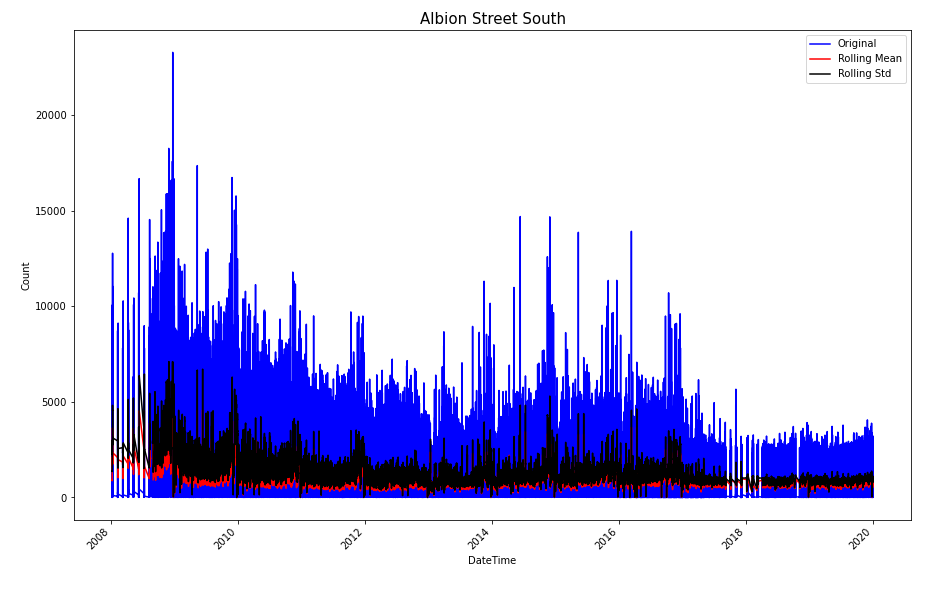 Albion Street South
Original
Rolling Mean
Rolling Std
Count
20000
15000
10000
5000
0
2008
2010
2012
2014
2016
2018
2020
DateTime